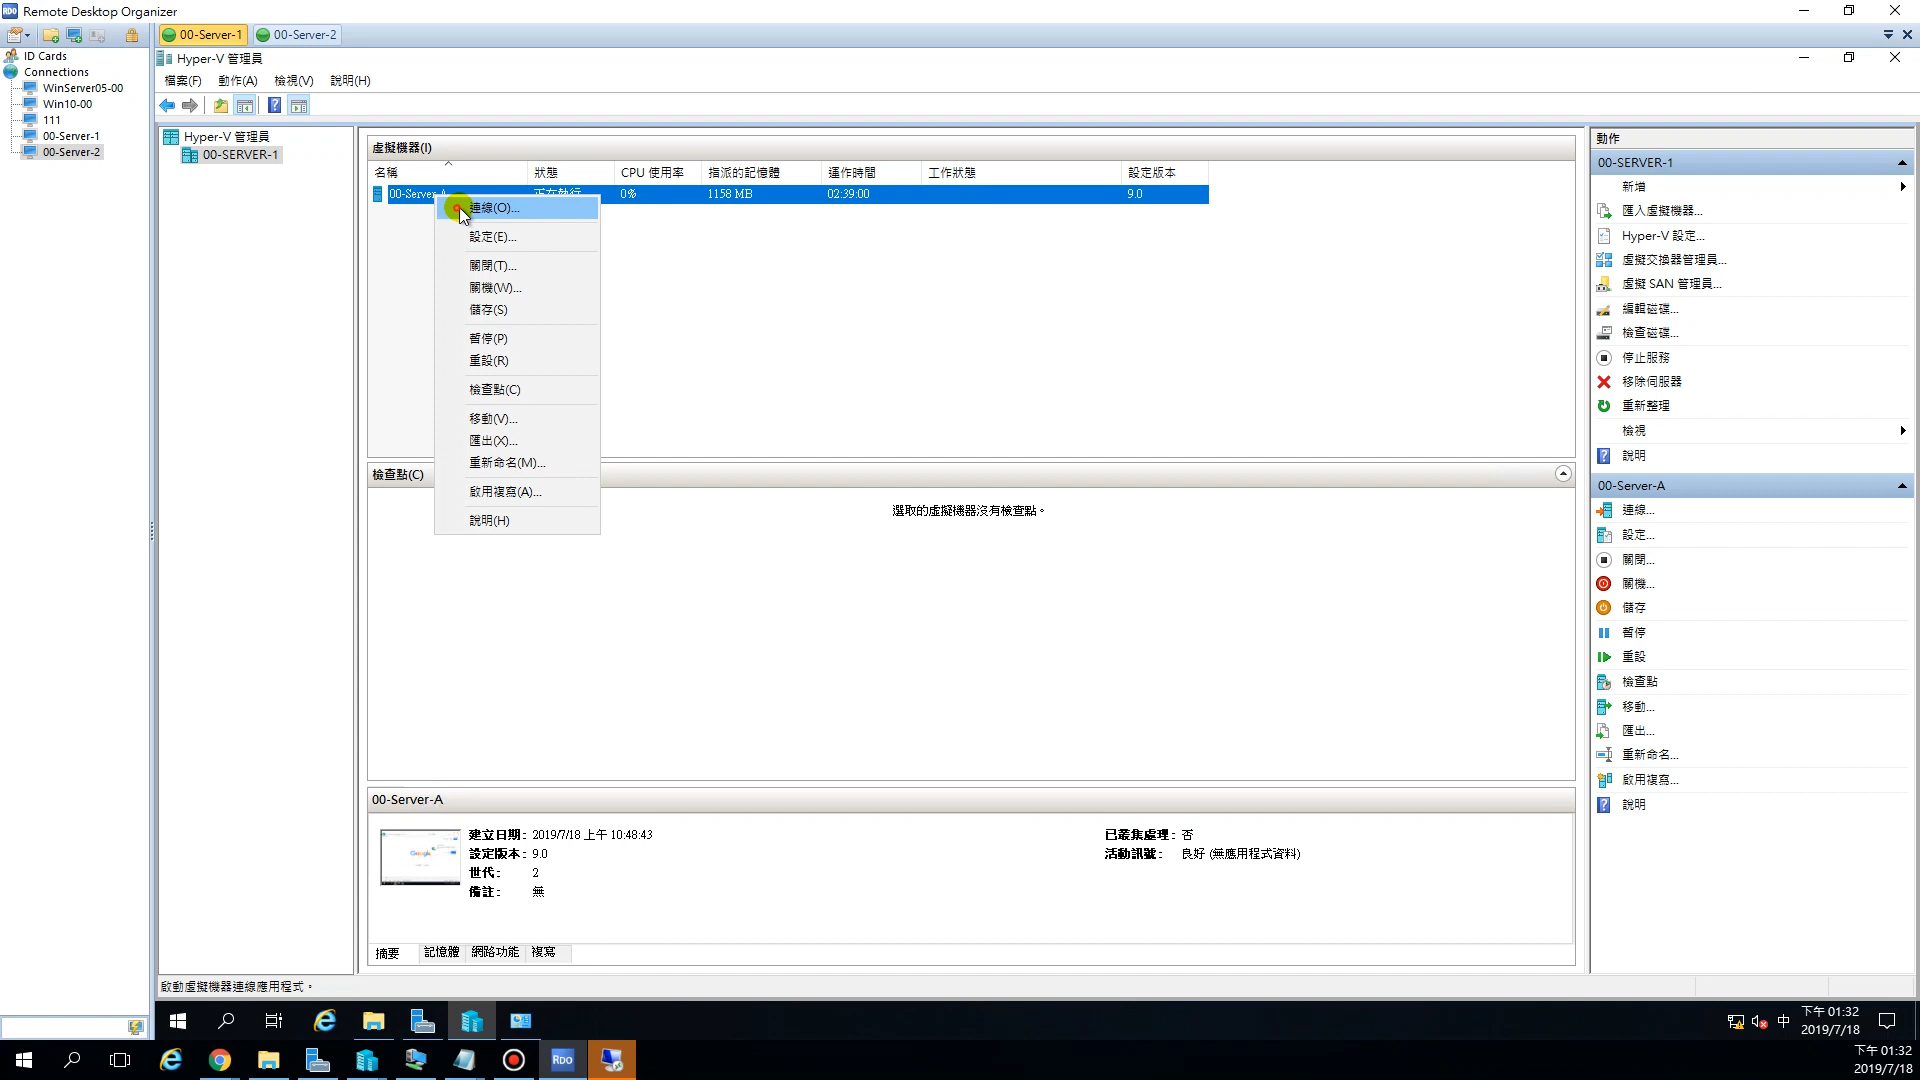 Remote Desktop Organizer
00-Server-1
00-Server-2
ID Cards
Connections
WinServer05-00
Win10-00
111
00-Server-1
00-Server-2
Hyper-V 管理員
檔案(F) 動作(A) 檢視(V) 說明(H)
Hyper-V 管理員
00-SERVER-1
虛擬機器(I)
名稱 狀態 CPU 使用率 指派的記憶體 運作時間 工作狀態 設定版本
00-Server-A 正在執行 0% 1158 MB 02:39:00 9.0
連線(O)...
設定(E)...
關閉(T)...
關機(W)...
儲存(S)
暫停(P)
重設(R)
檢查點(C)
移動(V)...
匯出(X)...
重新命名(M)...
啟用複寫(A)...
說明(H)
檢查點(C)
選取的虛擬機器沒有檢查點。
00-Server-A
建立日期: 2019/7/18 上午 10:48:43
設定版本: 9.0
世代: 2
備註: 無
已叢集處理: 否
活動訊號: 良好 (無應用程式資料)
摘要 記憶體 網路功能 複寫
啟動虛擬機器連線應用程式。
動作
00-SERVER-1
新增
匯入虛擬機器...
Hyper-V 設定...
虛擬交換器管理員...
虛擬 SAN 管理員...
編輯磁碟...
檢查磁碟...
停止服務
移除伺服器
重新整理
檢視
說明
00-Server-A
連線...
設定...
關閉...
關機...
儲存
暫停
重設
檢查點
移動...
匯出...
重新命名...
啟用複寫...
說明
中
下午 01:32
2019/7/18
RDO
下午 01:32
2019/7/18